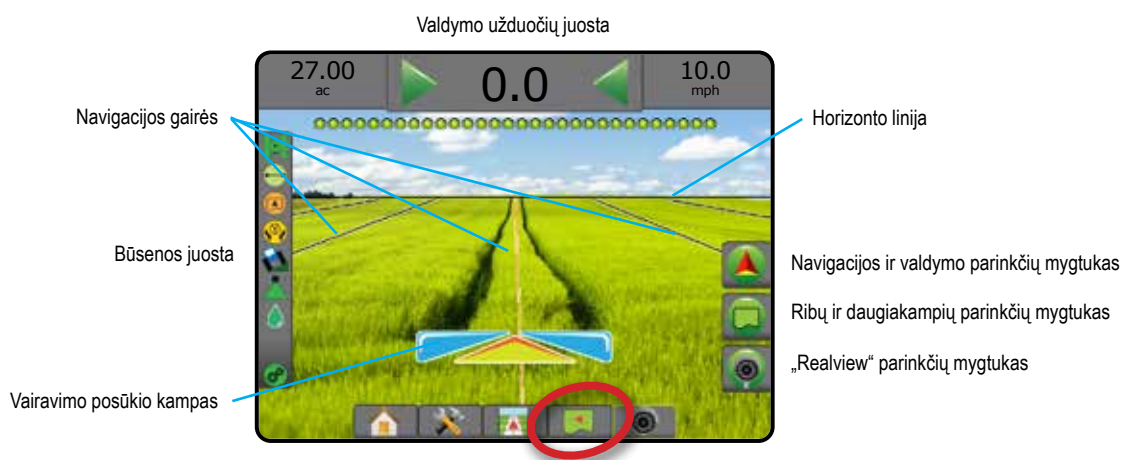 Valdymo užduočių juosta
27.00
ac
0.0
10.0
mph
Navigacijos gairės
Horizonto linija
Būsenos juosta
Navigacijos ir valdymo parinkčių mygtukas
Ribų ir daugiakampių parinkčių mygtukas
„Realview“ parinkčių mygtukas
Vairavimo posūkio kampas